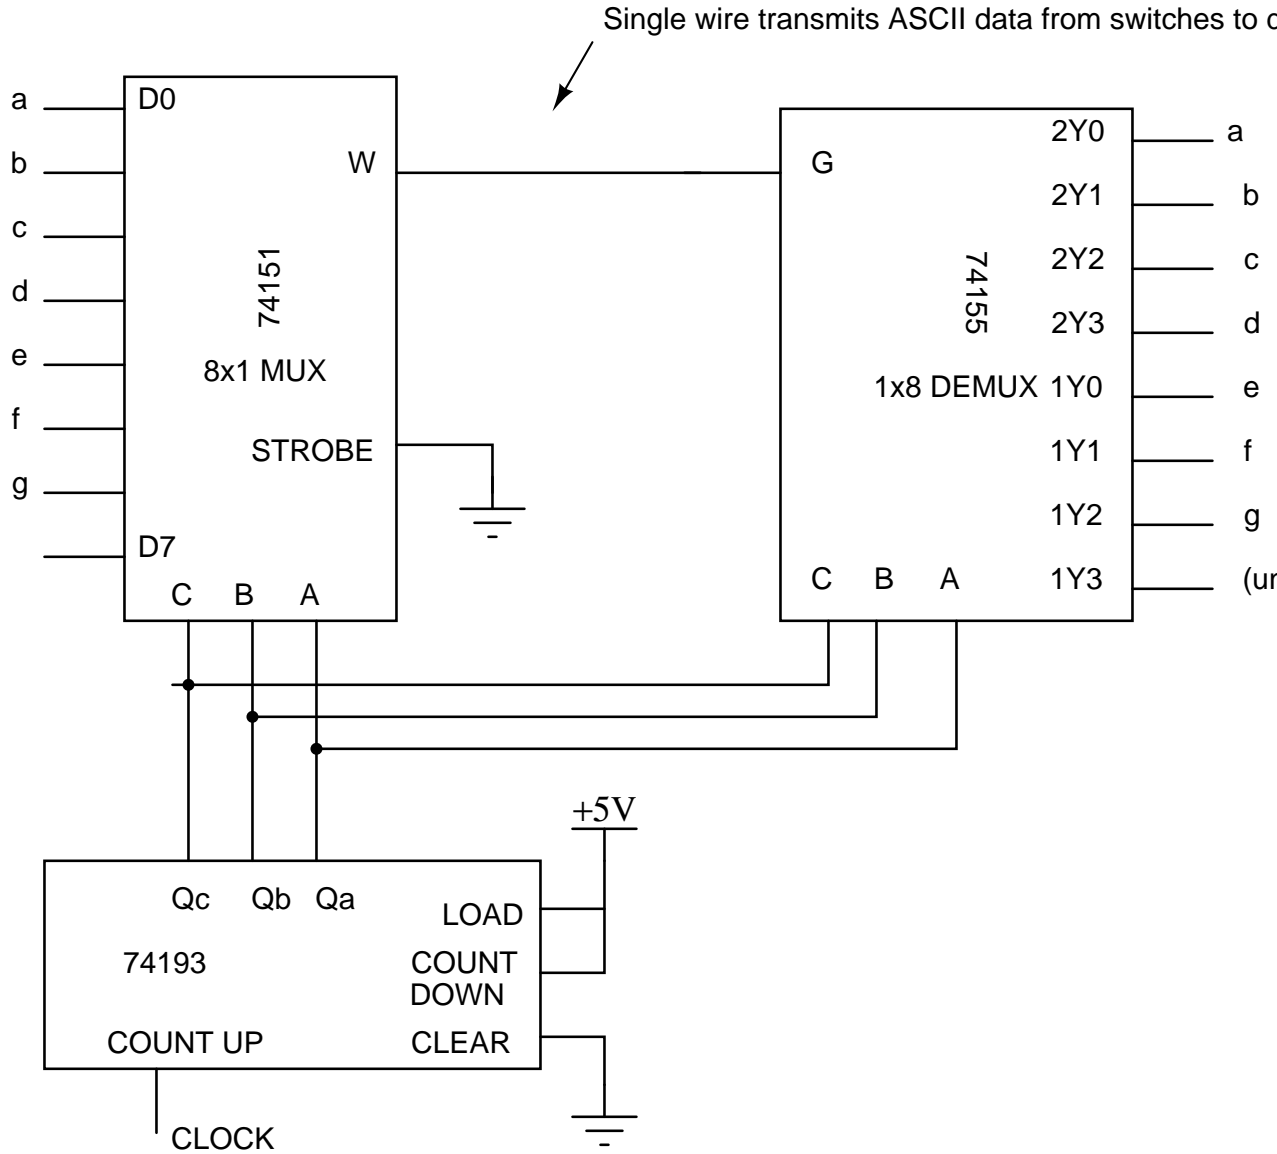 Single wire transmits ASCII data from switches to
a
D0
b
W
c
d
74151
e
8x1 MUX
f
STROBE
g
D7
C B A
G
2Y0 a
2Y1 b
2Y2 c
74155
2Y3 d
1x8 DEMUX 1Y0 e
1Y1 f
1Y2 g
C B A 1Y3
+5V
Qc Qb Qa
LOAD
74193
COUNT
DOWN
COUNT UP
CLEAR
CLOCK